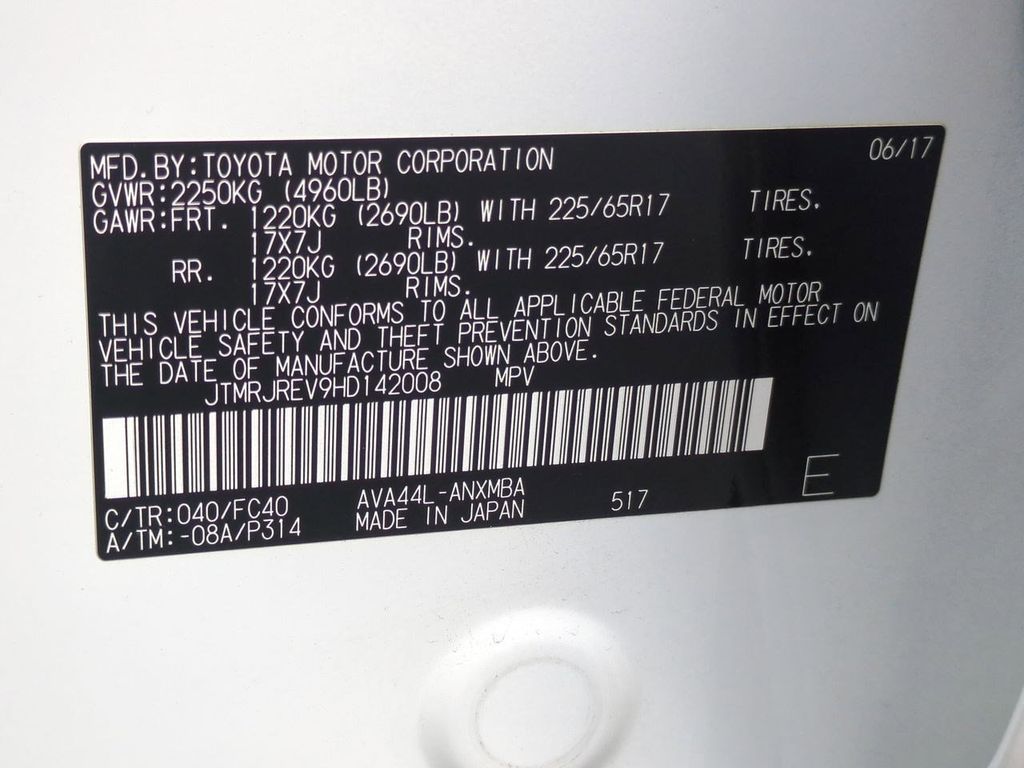 MFD.BY:TOYOTA MOTOR CORPORATION 06/17
GVWR:2250KG (4960LB)
GAWR:FRT. 1220KG (2690LB) WITH 225/65R17 TIRES.
17X7J RIMS.
RR. 1220KG (2690LB) WITH 225/65R17 TIRES.
17X7J RIMS.
THIS VEHICLE CONFORMS TO ALL APPLICABLE FEDERAL MOTOR
VEHICLE SAFETY AND THEFT PREVENTION STANDARDS IN EFFECT ON
THE DATE OF MANUFACTURE SHOWN ABOVE.
JTMRJREV9HD142008 MPV
C/TR:040/FC40 AVA44L-ANXMBA 517 E
A/TM:-08A/P314 MADE IN JAPAN